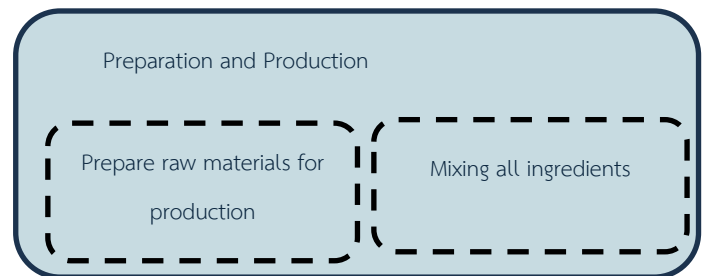 Preparation and Production
Prepare raw materials for
production
Mixing all ingredients